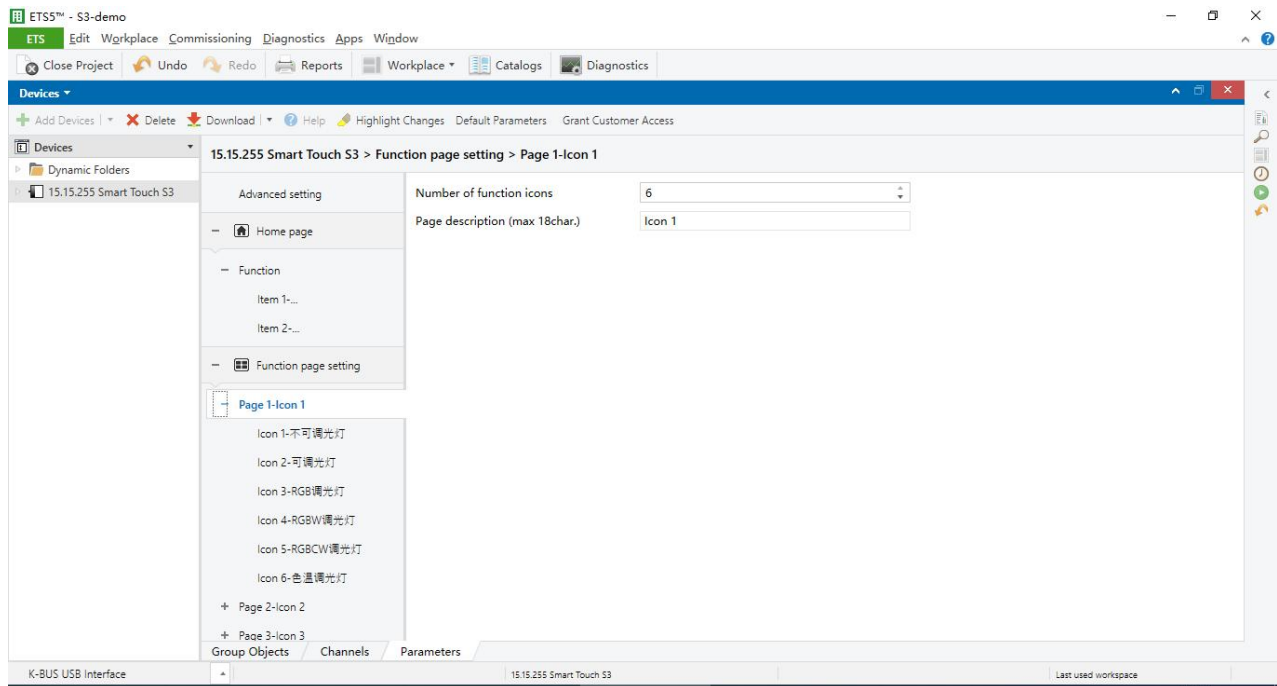 ETS5™ - S3-demo
ETS Edit Workplace Commissioning Diagnostics Apps Window
Close Project Undo Redo Reports Workplace Catalogs Diagnostics
Devices
Add Devices Delete Download Help Highlight Changes Default Parameters Grant Customer Access
Devices
Dynamic Folders
15.15.255 Smart Touch S3
15.15.255 Smart Touch S3 > Function page setting > Page 1-Icon 1
Advanced setting
Home page
Function
Item 1-...
Item 2-...
Function page setting
Page 1-Icon 1
Icon 1-不可调光灯
Icon 2-可调光灯
Icon 3-RGB调光灯
Icon 4-RGBW调光灯
Icon 5-RGBCW调光灯
Icon 6-色温调光灯
Page 2-Icon 2
Page 3-Icon 3
Number of function icons 6
Page description (max 18char.) Icon 1
Group Objects Channels Parameters
K-BUS USB Interface 15.15.255 Smart Touch S3 Last used workspace